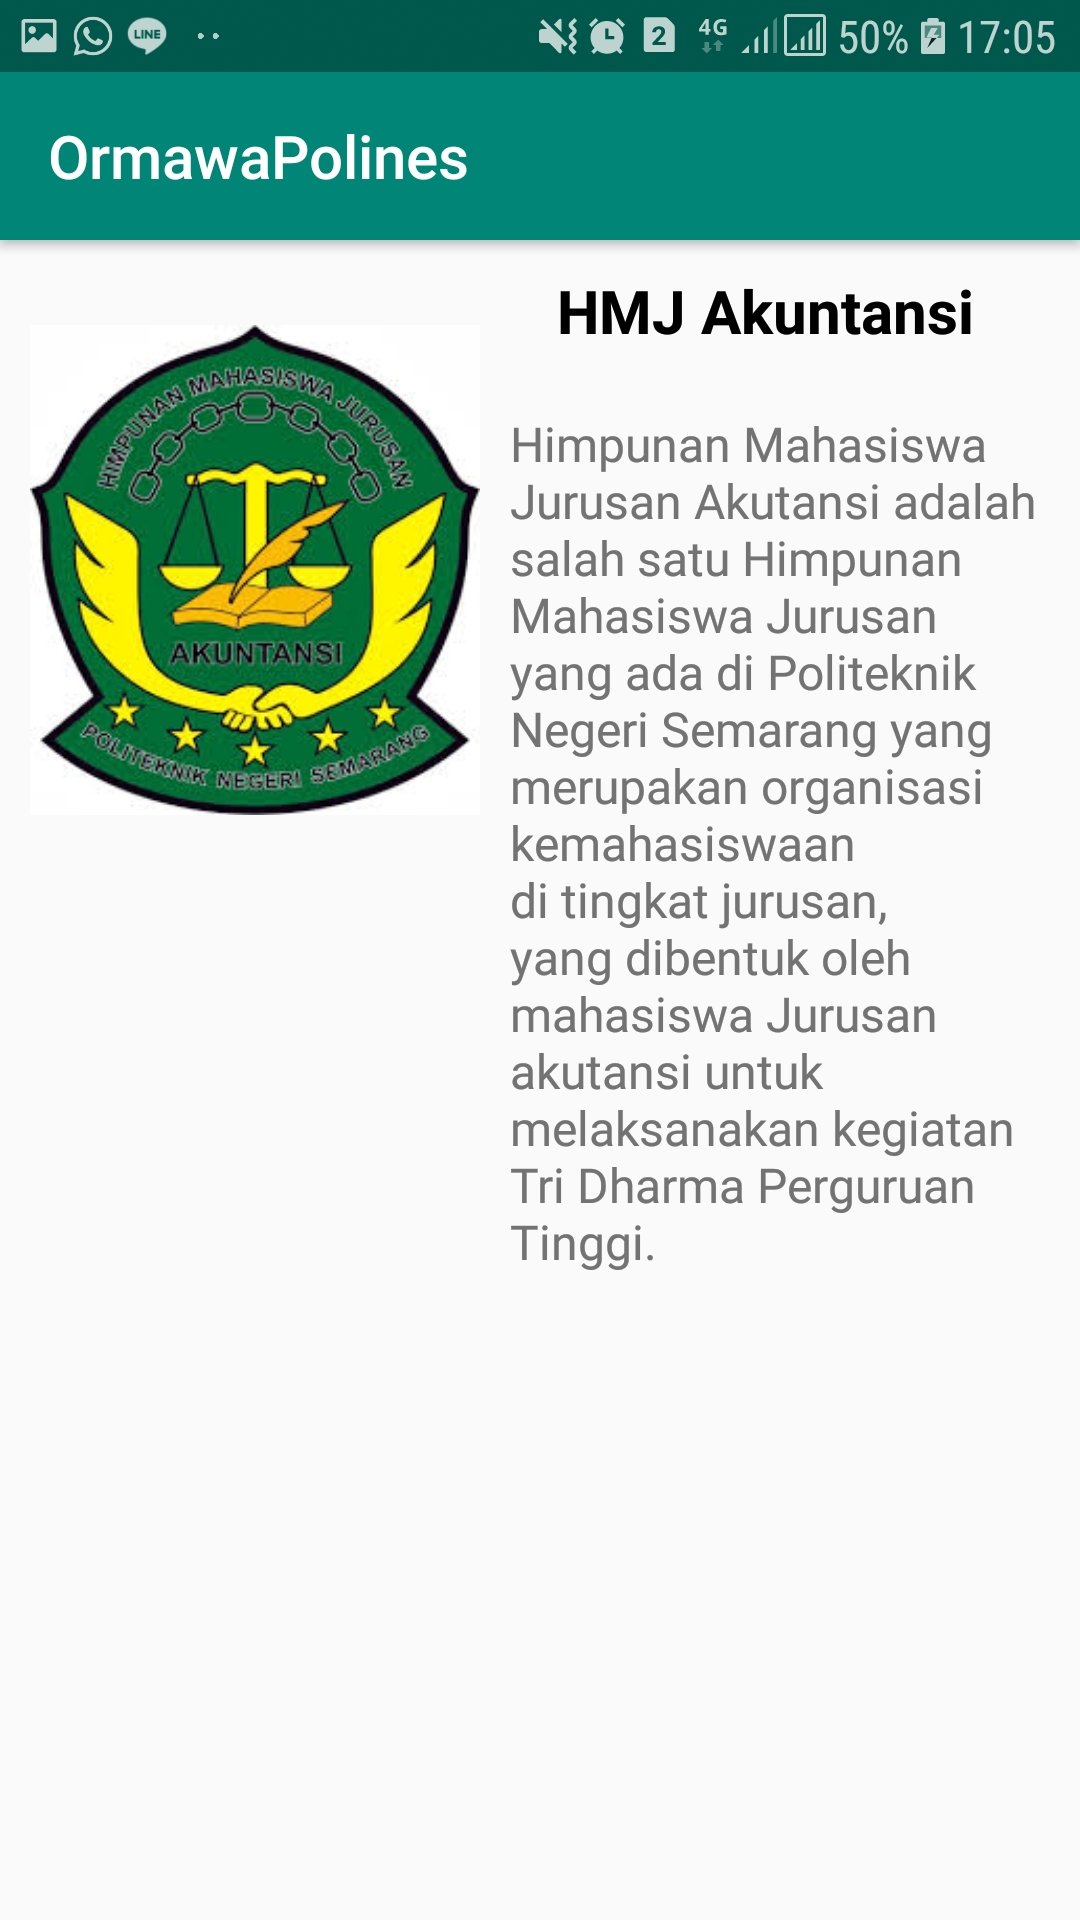 LINE
2
4G
50%
17:05
OrmawaPolines
HMJ Akuntansi
HIMPUNAN MAHASISWA JURUSAN
AKUNTANSI
POLITEKNIK NEGERI SEMARANG
Himpunan Mahasiswa
Jurusan Akutansi adalah
salah satu Himpunan
Mahasiswa Jurusan
yang ada di Politeknik
Negeri Semarang yang
merupakan organisasi
kemahasiswaan
di tingkat jurusan,
yang dibentuk oleh
mahasiswa Jurusan
akutansi untuk
melaksanakan kegiatan
Tri Dharma Perguruan
Tinggi.